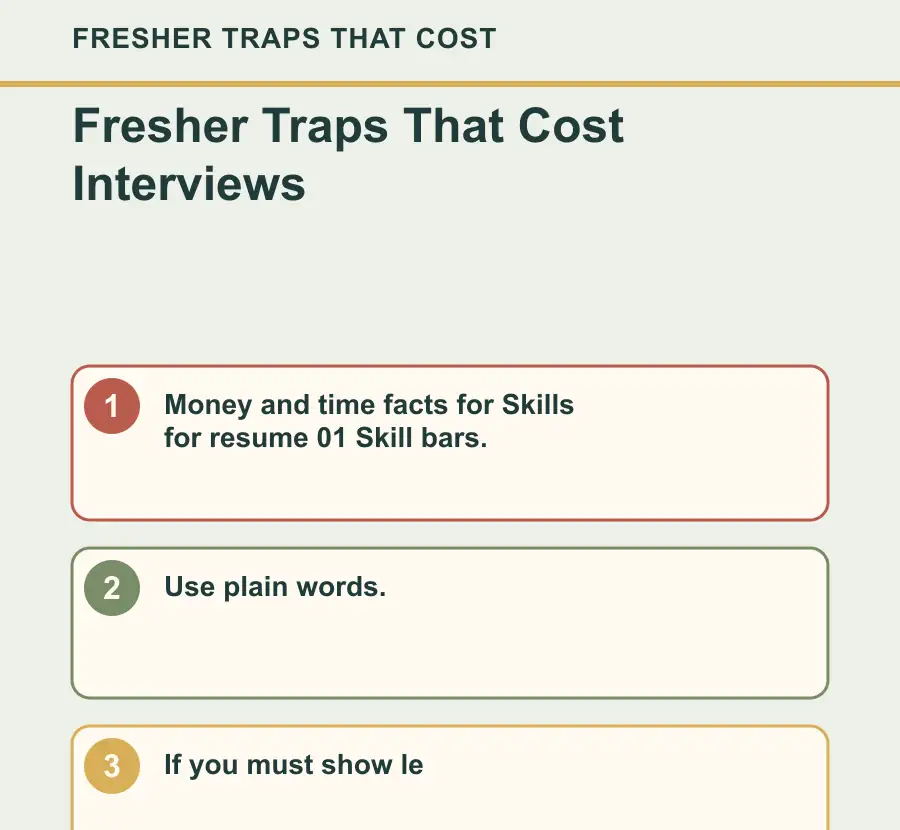 FRESHER TRAPS THAT COST
Fresher Traps That Cost
Interviews
1
Money and time facts for Skills
for resume 01 Skill bars.
2
Use plain words.
3
If you must show le